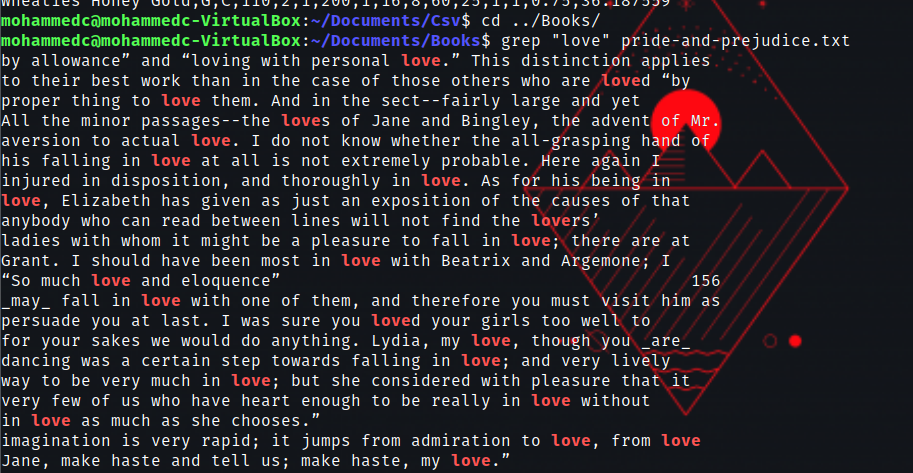 Wheaties Honey Gold,G,C,110,2,1,200,1,16,8,60,25,1,1,0.75,36.187559
mohammedc@mohammedc-VirtualBox:~/Documents/Csv$ cd ../Books/
mohammedc@mohammedc-VirtualBox:~/Documents/Books$ grep "love" pride-and-prejudice.txt
by allowance” and “loving with personal love.” This distinction applies
to their best work than in the case of those others who are loved “by
proper thing to love them. And in the sect--fairly large and yet
All the minor passages--the loves of Jane and Bingley, the advent of Mr.
aversion to actual love. I do not know whether the all-grasping hand of
his falling in love at all is not extremely probable. Here again I
injured in disposition, and thoroughly in love. As for his being in
love, Elizabeth has given as just an exposition of the causes of that
anybody who can read between lines will not find the lovers’
ladies with whom it might be a pleasure to fall in love; there are at
Grant. I should have been most in love with Beatrix and Argemone; I
“So much love and eloquence” 156
_may_ fall in love with one of them, and therefore you must visit him as
persuade you at last. I was sure you loved your girls too well to
for your sakes we would do anything. Lydia, my love, though you _are_
dancing was a certain step towards falling in love; and very lively
way to be very much in love; but she considered with pleasure that it
very few of us who have heart enough to be really in love without
in love as much as she chooses.”
imagination is very rapid; it jumps from admiration to love, from love
Jane, make haste and tell us; make haste, my love.”